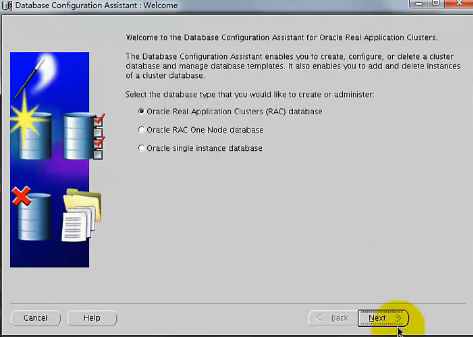 Database Configuration Assistant : Welcome
Welcome to the Database Configuration Assistant for Oracle Real Application Clusters.
The Database Configuration Assistant enables you to create, configure, or delete a cluster
database and manage database templates. It also enables you to add and delete instances
of a cluster database.
Select the database type that you would like to create or administer:
Oracle Real Application Clusters (RAC) database
Oracle RAC One Node database
Oracle single instance database
Cancel
Help
Back
Next